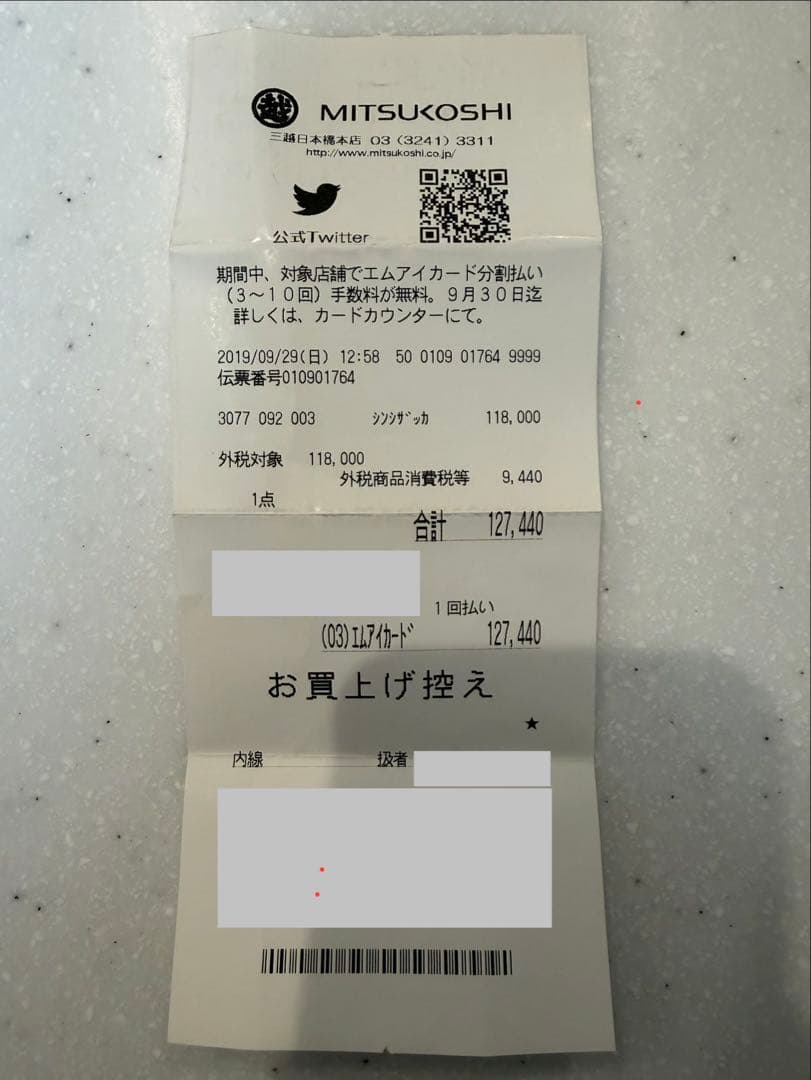 越 MITSUKOSHI
三越日本橋本店 03 (3241) 3311
http://www.mitsukoshi.co.jp/
公式Twitter
期間中、対象店舗でエムアイカード分割払い
（3～10回）手数料が無料。9月30日迄
詳しくは、カードカウンターにて。
2019/09/29(日) 12:58 50 0109 01764 9999
伝票番号010901764
3077 092 003 ｼﾝｼｻﾞｯｶ 118,000
外税対象 118,000
外税商品消費税等 9,440
1点
合計 127,440
1回払い
(03)ｴﾑｱｲｶｰﾄﾞ 127,440
お買上げ控え
★
内線 扱者